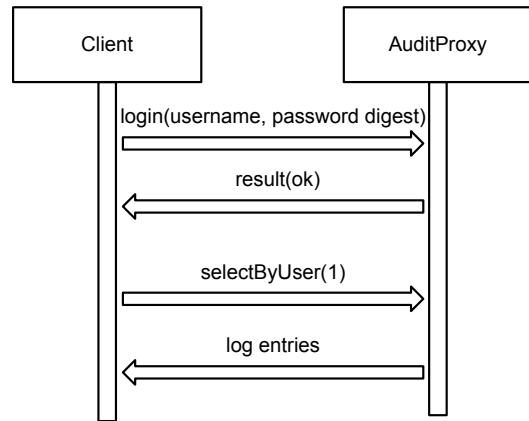 Client
AuditProxy
login(username, password digest)
result(ok)
selectByUser(1)
log entries